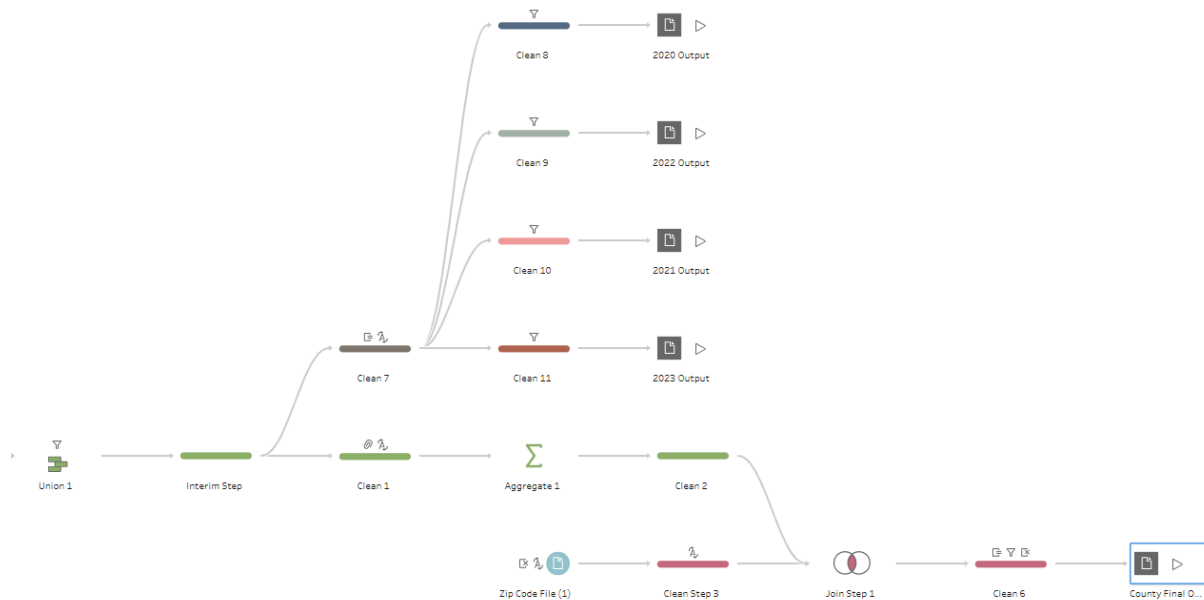 Clean 8
2020 Output
Clean 9
2022 Output
Clean 10
2021 Output
Clean 7
Clean 11
2023 Output
Union 1
Interim Step
Clean 1
Aggregate 1
Clean 2
Zip Code File (1)
Clean Step 3
Join Step 1
Clean 6
County Final O...